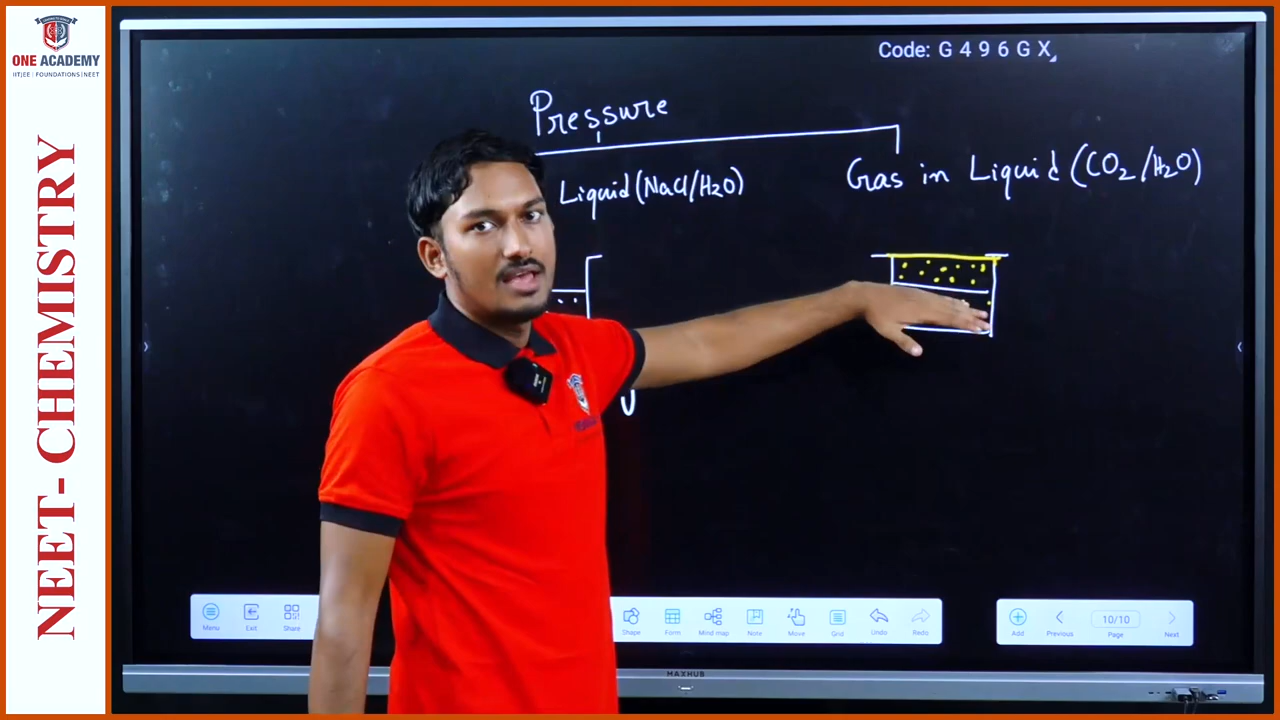 ONE ACADEMY
IIT|JEE | FOUNDATIONS | NEET
NEET- CHEMISTRY
Code: G 4 9 6 G X
Pressure
Liquid (NaCl/H2O)
Gas in Liquid (CO2/H2O)
Menu
Exit
Share
Shape
Form
Mind map
Note
Move
Grid
Undo
Redo
Add
Previous
10/10
Page
Next
MAXHUB